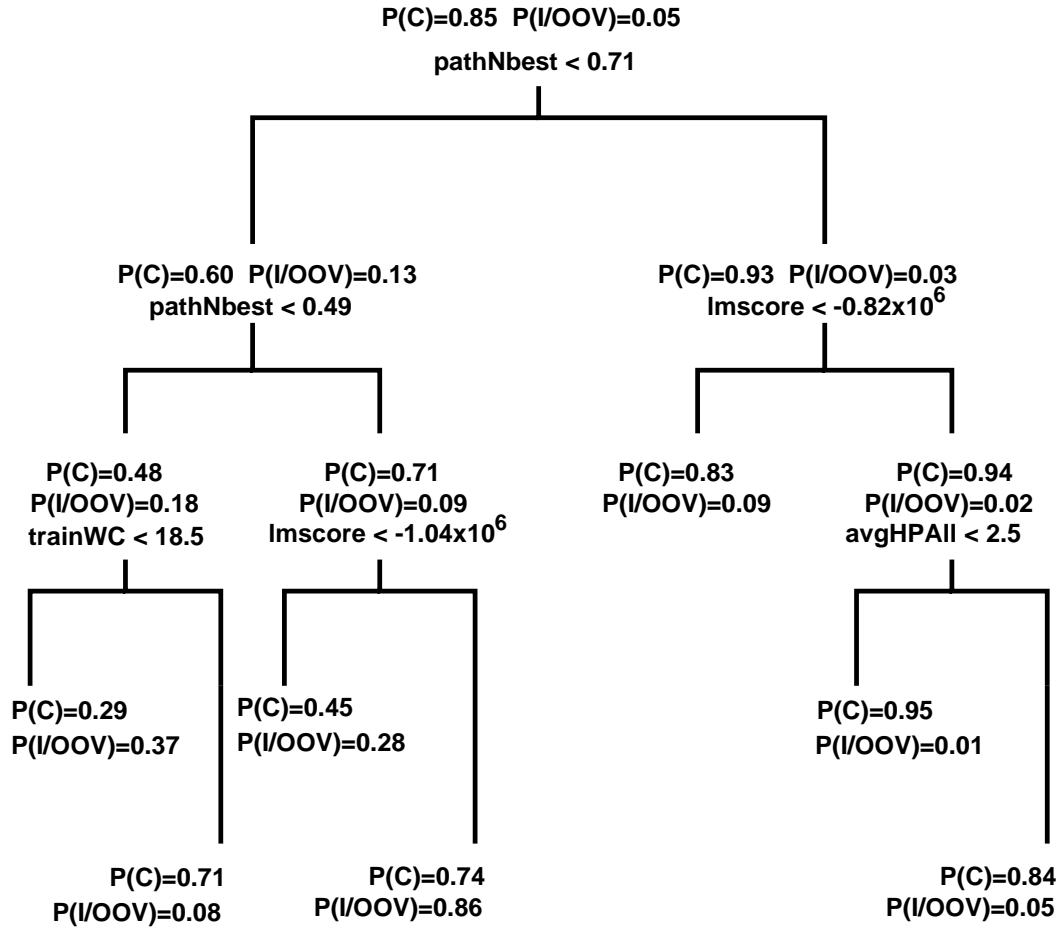 P(C)=0.85 P(I/OOV)=0.05
pathNbest < 0.71
P(C)=0.60 P(I/OOV)=0.13
pathNbest < 0.49
P(C)=0.93 P(I/OOV)=0.03
lmscore < -0.82x10^6
P(C)=0.48
P(I/OOV)=0.18
trainWC < 18.5
P(C)=0.71
P(I/OOV)=0.09
lmscore < -1.04x10^6
P(C)=0.83
P(I/OOV)=0.09
P(C)=0.94
P(I/OOV)=0.02
avgHPAll < 2.5
P(C)=0.29
P(I/OOV)=0.37
P(C)=0.45
P(I/OOV)=0.28
P(C)=0.95
P(I/OOV)=0.01
P(C)=0.71
P(I/OOV)=0.08
P(C)=0.74
P(I/OOV)=0.86
P(C)=0.84
P(I/OOV)=0.05